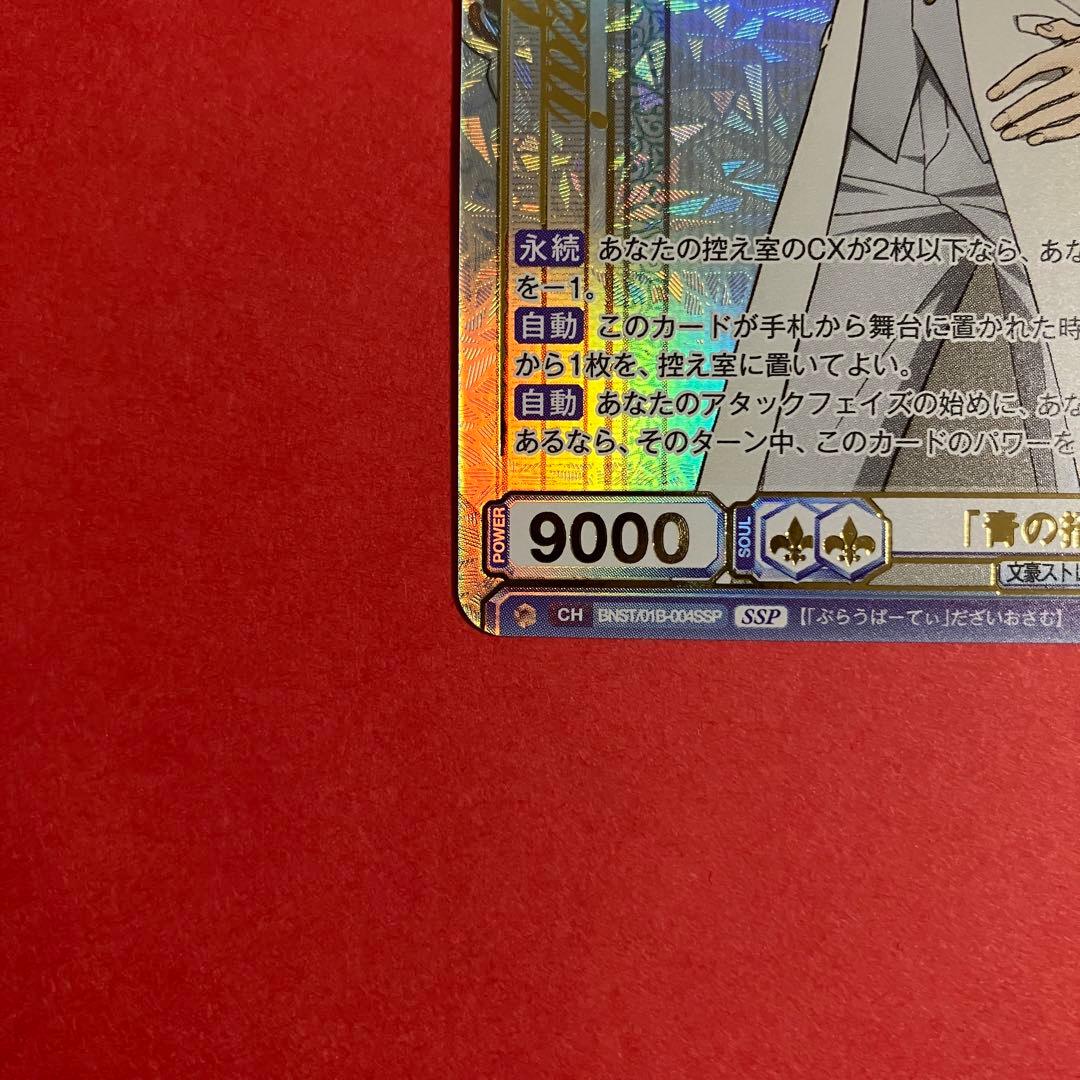 永続 あなたの控え室のCXが2枚以下なら、あな
を－1。
自動 このカードが手札から舞台に置かれた時
から1枚を、控え室に置いてよい。
自動 あなたのアタックフェイズの始めに、あな
あるなら、そのターン中、このカードのパワーを
POWER 9000 SOUL 「青の指
文豪スト
CH BNST/01B-004SSP SSP 【「ぶらうぱーてぃ」だざいおさむ】